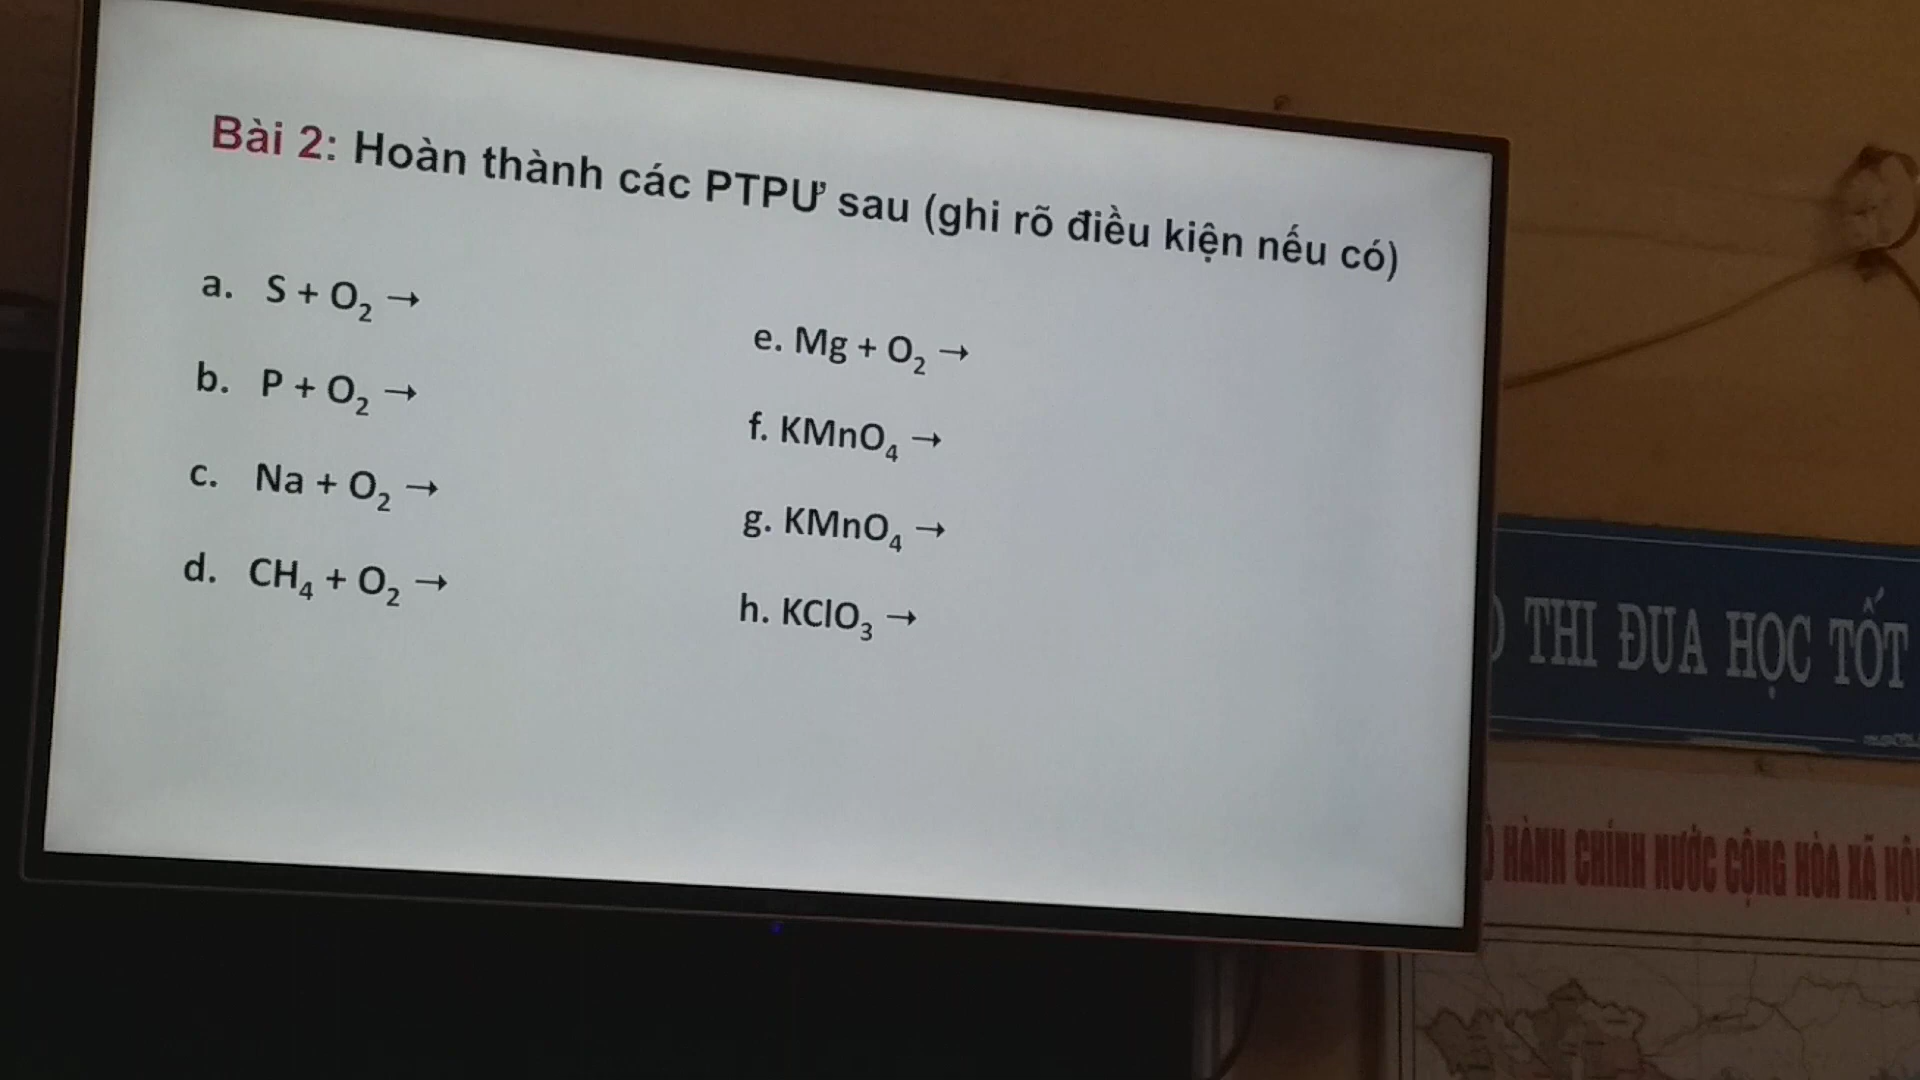 Bài 2: Hoàn thành các PTPƯ sau (ghi rõ điều kiện nếu có)
a. S + O₂ →
b. P + O₂ →
c. Na + O₂ →
d. CH₄ + O₂ →
e. Mg + O₂ →
f. KMnO₄ →
g. KMnO₄ →
h. KClO₃ →
THI ĐUA HỌC TỐT
HÀNH CHÍNH NƯỚC CỘNG HÒA XÃ